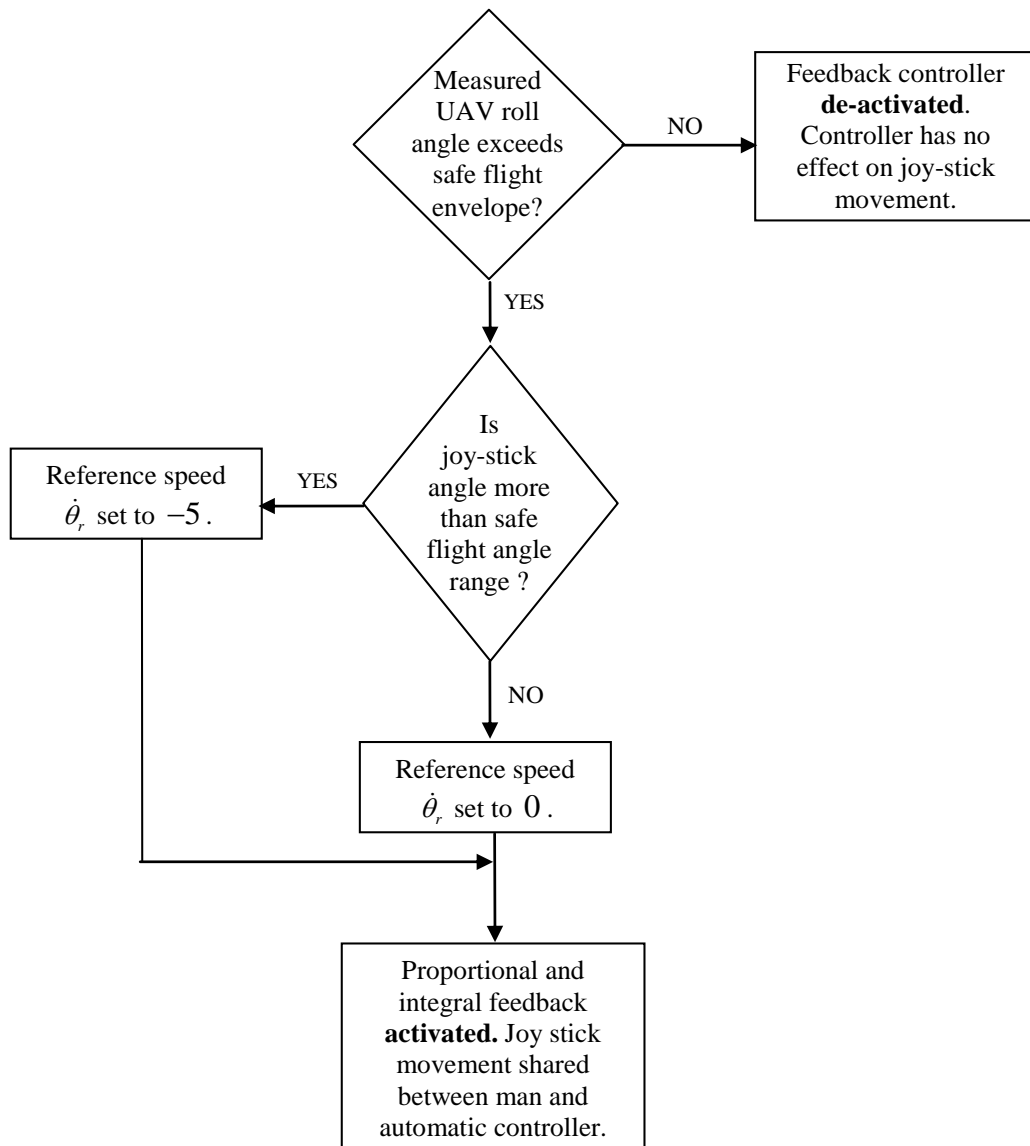 Measured
UAV roll
angle exceeds
safe flight
envelope?
NO
Feedback controller
de-activated.
Controller has no
effect on joy-stick
movement.
YES
Is
joy-stick
angle more
than safe
flight angle
range ?
YES
Reference speed
θ̇_r set to −5 .
NO
Reference speed
θ̇_r set to 0 .
Proportional and
integral feedback
activated. Joy stick
movement shared
between man and
automatic controller.